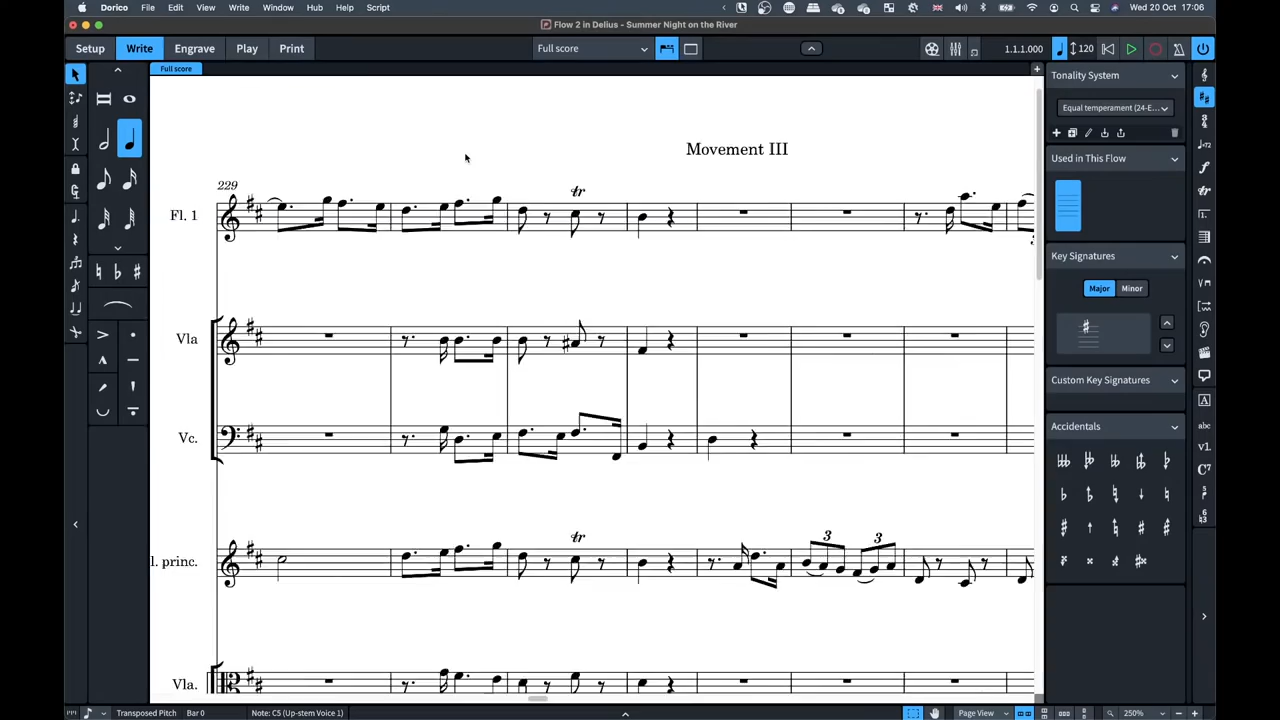 Dorico File Edit View Write Window Hub Help Script Wed 20 Oct 17:06
Flow 2 in Delius - Summer Night on the River
Setup Write Engrave Play Print Full score 1.1.1.000 120
Full score
Tonality System
Equal temperament (24-E...
Movement III
Used in This Flow
229
tr
Fl. 1
3
Key Signatures
Major Minor
Vla
Custom Key Signatures
Accidentals
Vc.
tr 3 3
l. princ.
Vla.
Transposed Pitch Bar 0 Note: C5 (Up-stem Voice 1) Page View 250%